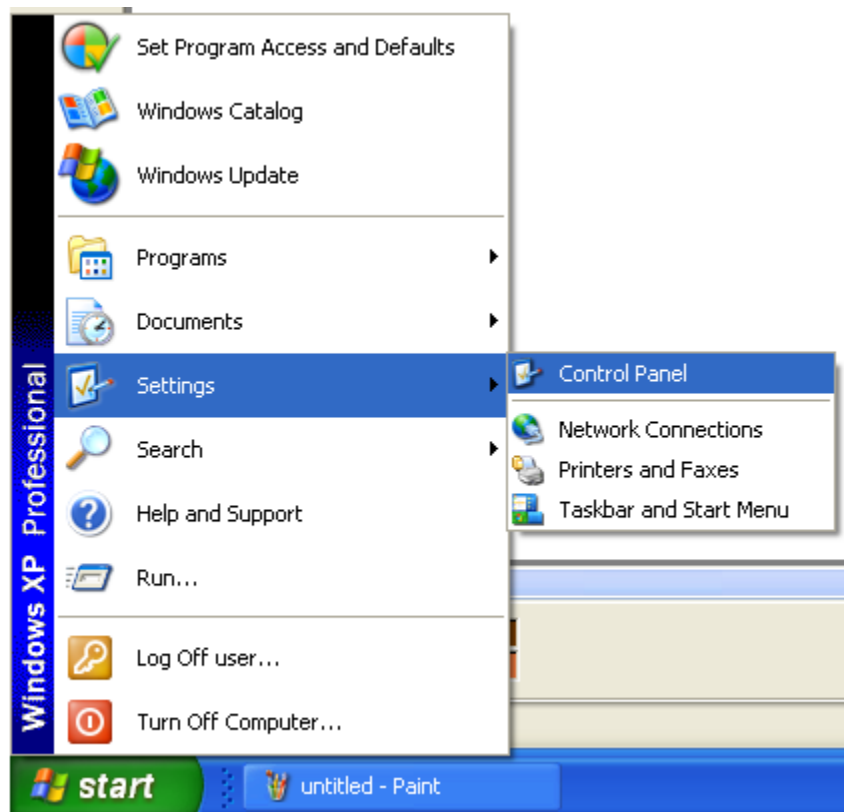 Set Program Access and Defaults
Windows Catalog
Windows Update
Programs
Documents
Settings
Search
Help and Support
Run...
Log Off user...
Turn Off Computer...
Control Panel
Network Connections
Printers and Faxes
Taskbar and Start Menu
Windows XP Professional
start
untitled - Paint